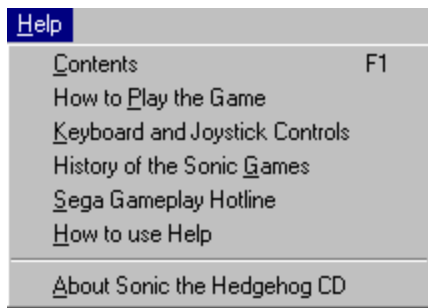 Help
Contents F1
How to Play the Game
Keyboard and Joystick Controls
History of the Sonic Games
Sega Gameplay Hotline
How to use Help
About Sonic the Hedgehog CD